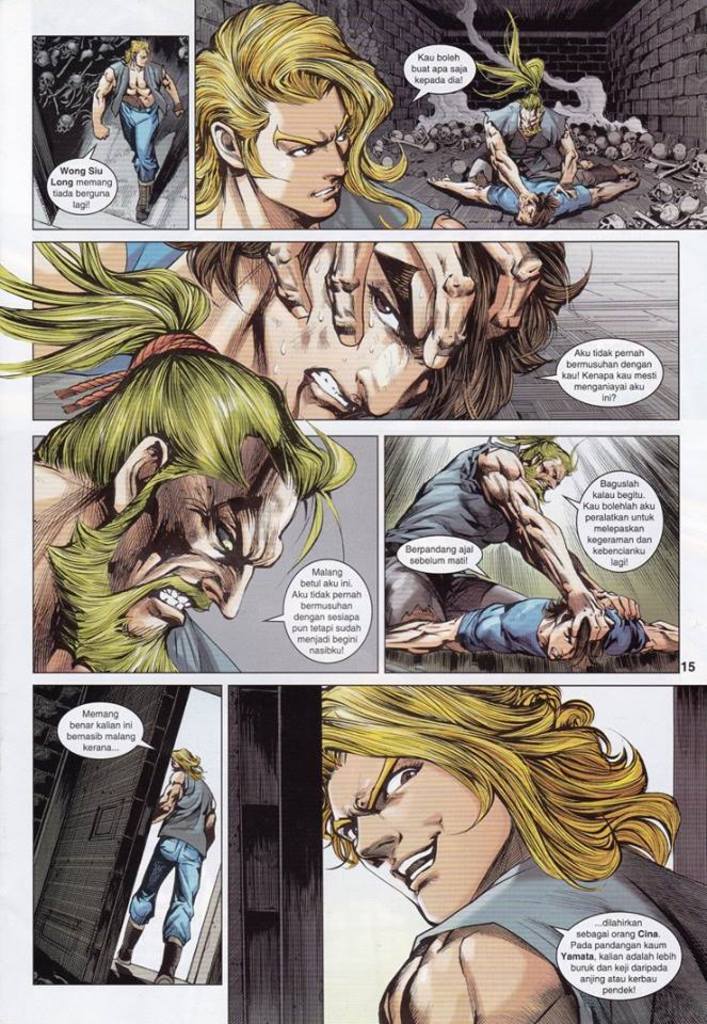 Wong Siu
Long memang
tiada berguna
lagi!
Kau boleh
buat apa saja
kepada dia!
Aku tidak pernah
bermusuhan dengan
kau! Kenapa kau mesti
menganiayai aku
ini?
Malang
betul aku ini.
Aku tidak pernah
bermusuhan
dengan sesiapa
pun tetapi sudah
menjadi begini
nasibku!
Baguslah
kalau begitu.
Kau bolehlah aku
peralatkan untuk
melepaskan
kegeraman dan
kebencianku
lagi!
Berpandang ajal
sebelum mati!
15
Memang
benar kalian ini
bernasib malang
kerana...
...dilahirkan
sebagai orang Cina.
Pada pandangan kaum
Yamata, kalian adalah lebih
buruk dan keji daripada
anjing atau kerbau
pendek!